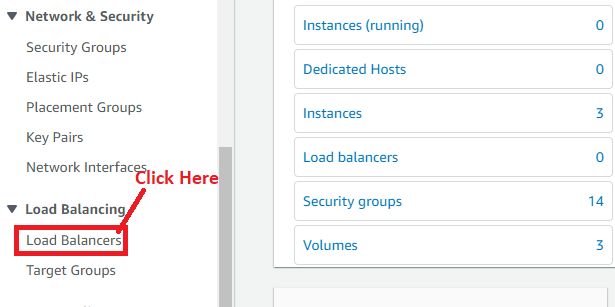 Network & Security
Security Groups
Elastic IPs
Placement Groups
Key Pairs
Network Interfaces
Click Here
Load Balancing
Load Balancers
Target Groups
Instances (running) 0
Dedicated Hosts 0
Instances 3
Load balancers 0
Security groups 14
Volumes 3